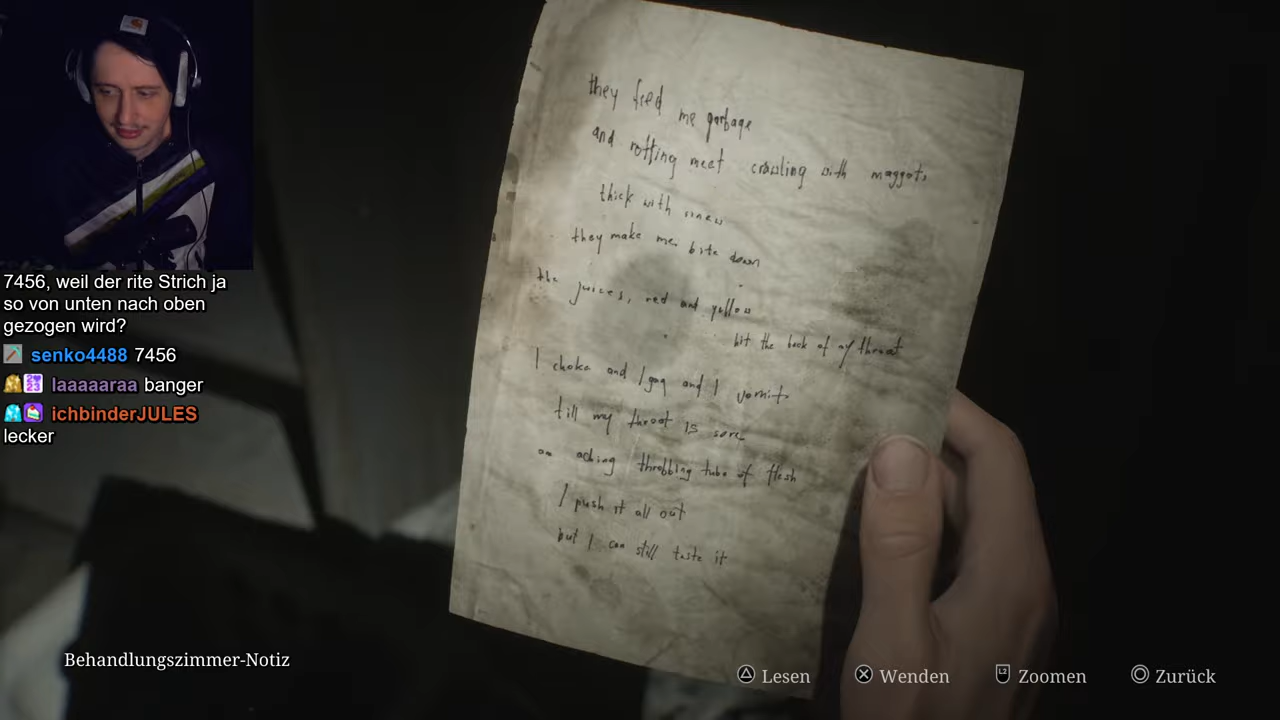 they feed me garbage
and rotting meet crawling with maggots
thick with sinew
they make me bite down
the juices, red and yellow
hit the back of my throat
I choke and I gag and I vomit
till my throat is sore
an aching throbbing tube of flesh
I push it all out
but I can still taste it
7456, weil der rite Strich ja
so von unten nach oben
gezogen wird?
senko4488 7456
laaaaaraa banger
ichbinderJULES
lecker
Behandlungszimmer-Notiz
Lesen
Wenden
L2 Zoomen
Zurück